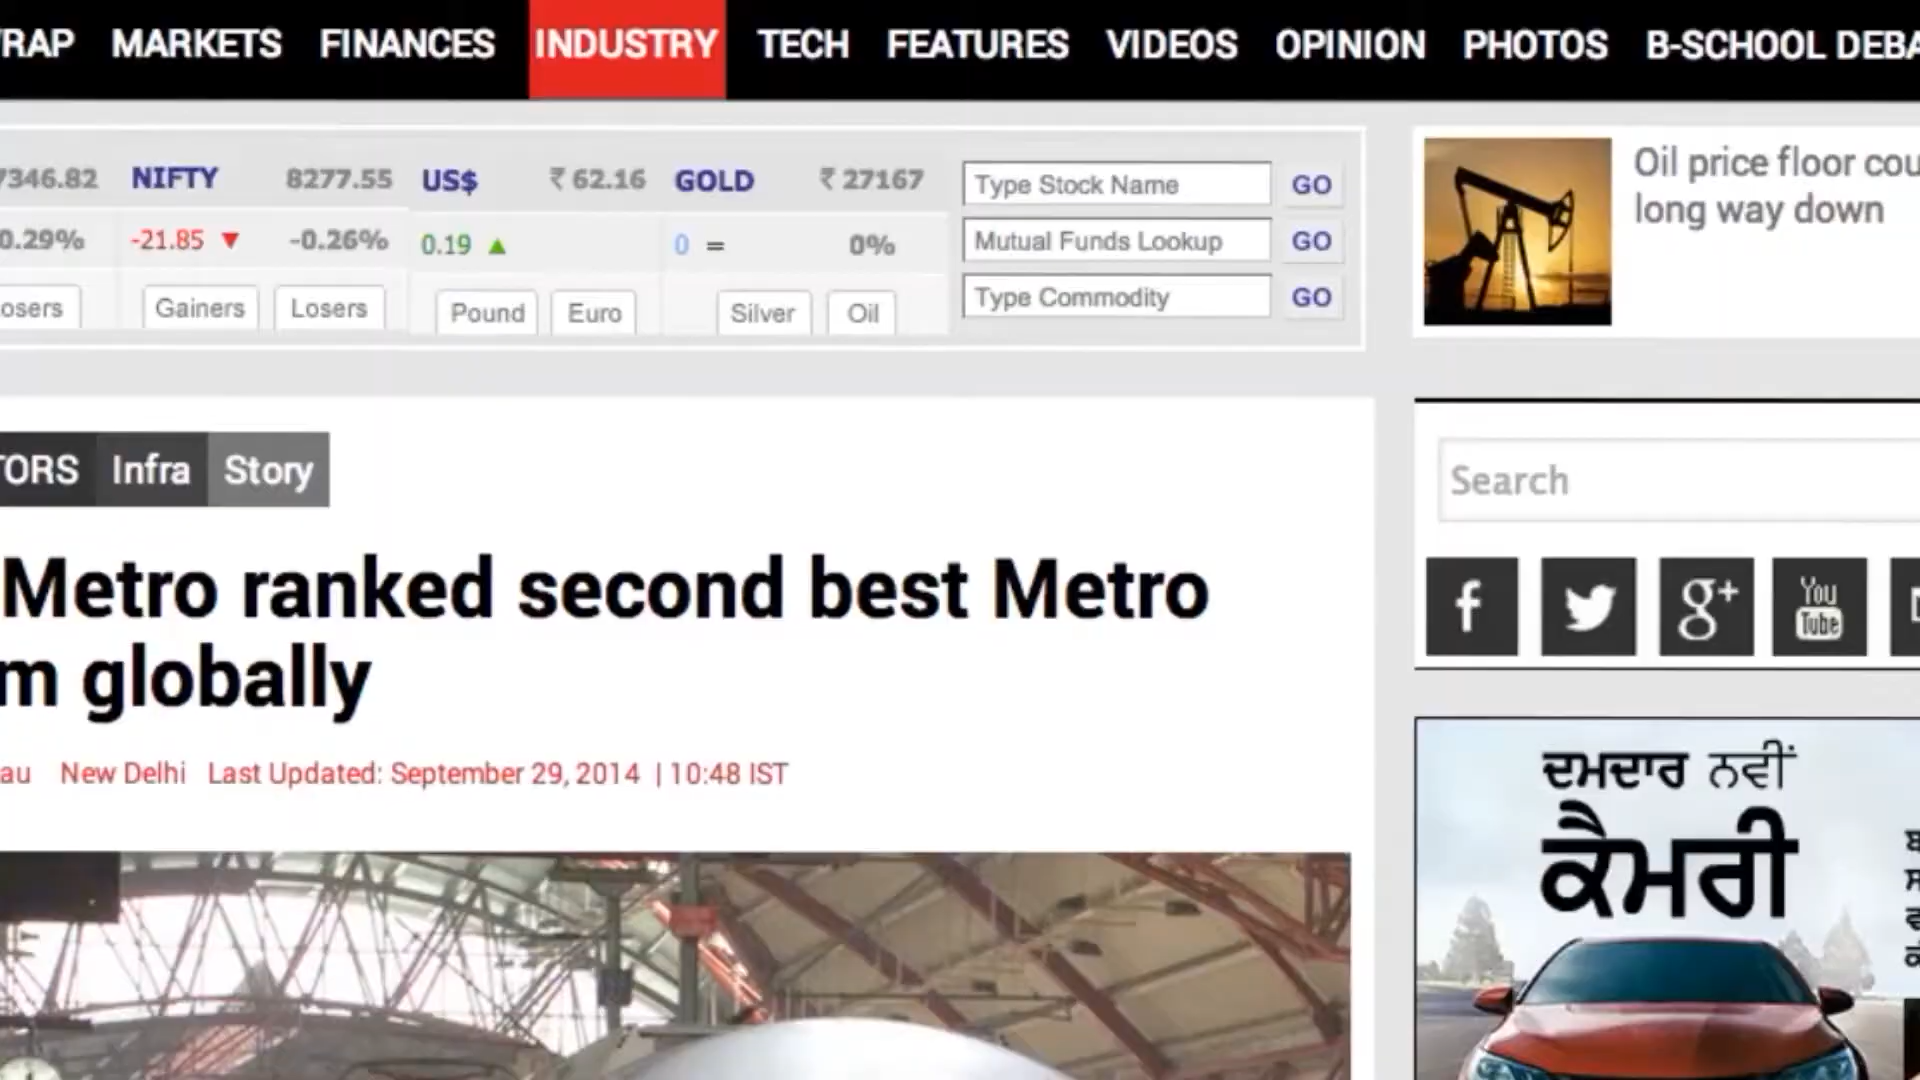 RAP MARKETS FINANCES INDUSTRY TECH FEATURES VIDEOS OPINION PHOTOS B-SCHOOL DEBA
7346.82 NIFTY 8277.55 US$ ₹ 62.16 GOLD ₹ 27167
0.29% -21.85 ▼ -0.26% 0.19 ▲ 0 = 0%
osers Gainers Losers Pound Euro Silver Oil
Type Stock Name GO
Mutual Funds Lookup GO
Type Commodity GO
Oil price floor cou
long way down
TORS Infra Story
Search
Metro ranked second best Metro
m globally
f g+ You Tube
au New Delhi Last Updated: September 29, 2014 | 10:48 IST
ਦਮਦਾਰ ਨਵੀਂ
ਕੈਮਰੀ